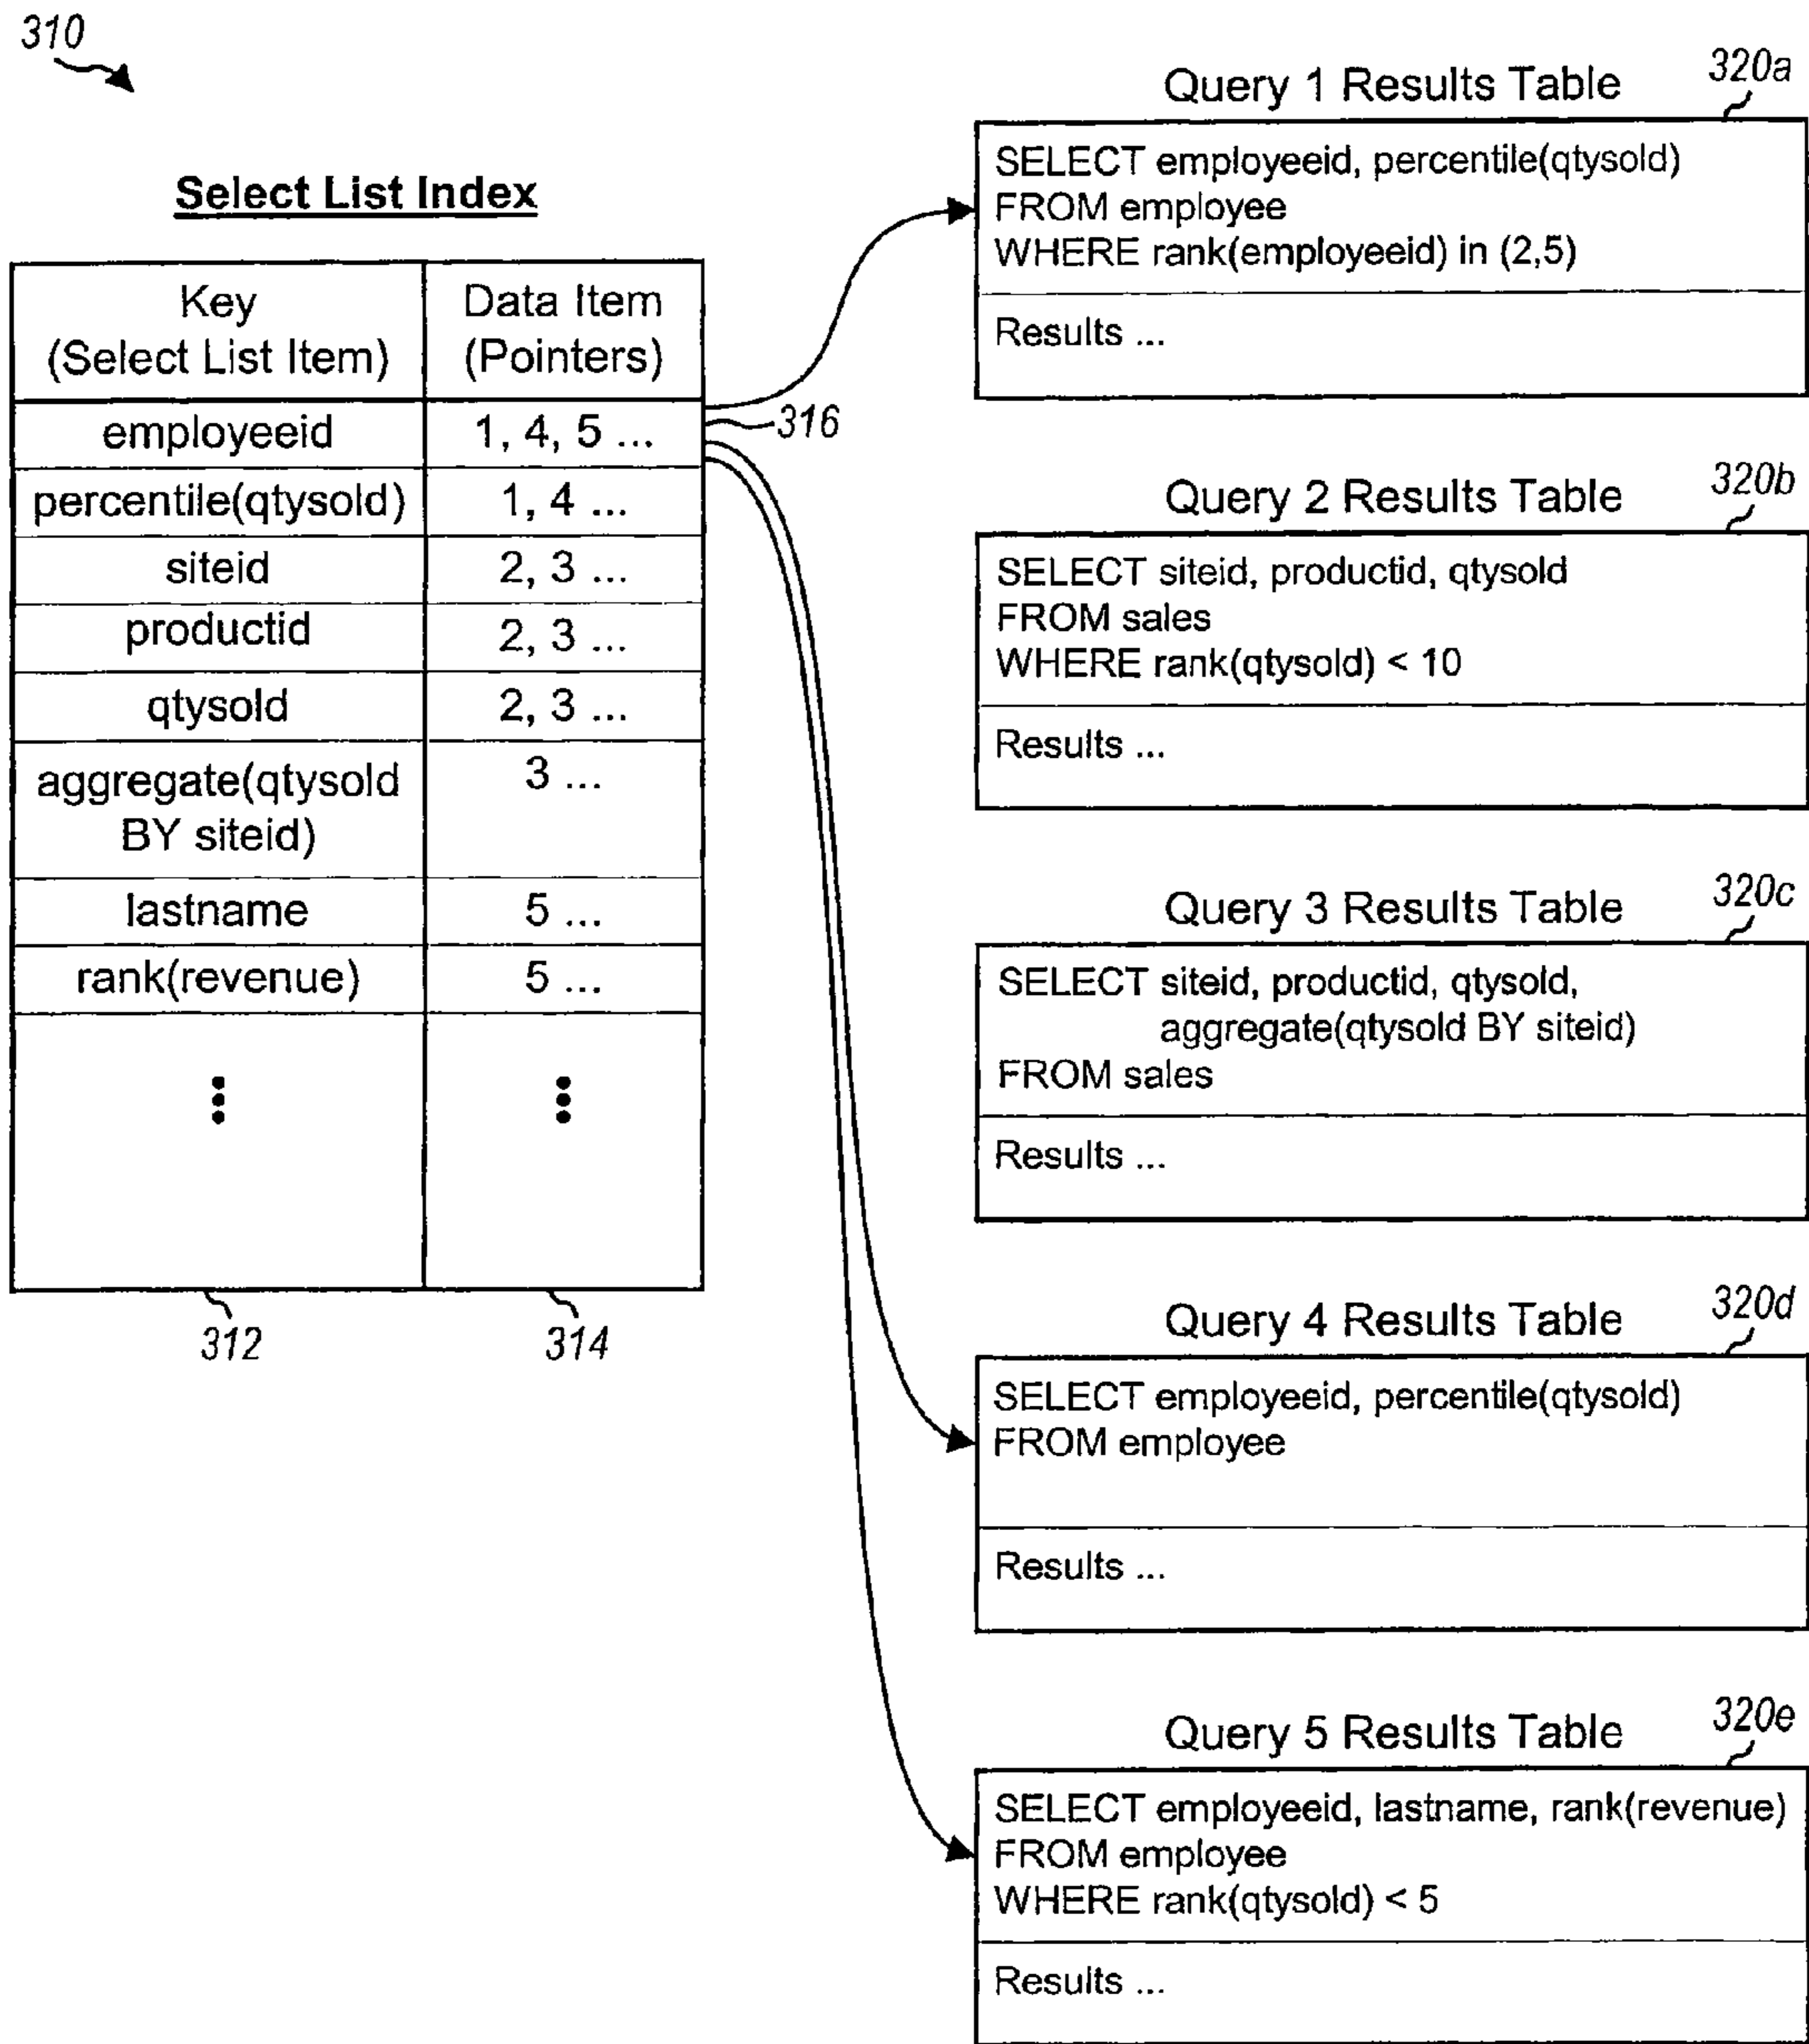 310
Select List Index
Key
(Select List Item)
Data Item
(Pointers)
employeeid
1, 4, 5 ...
percentile(qtysold)
1, 4 ...
siteid
2, 3 ...
productid
2, 3 ...
qtysold
2, 3 ...
aggregate(qtysold
BY siteid)
3 ...
lastname
5 ...
rank(revenue)
5 ...
312
314
316
Query 1 Results Table
320a
SELECT employeeid, percentile(qtysold)
FROM employee
WHERE rank(employeeid) in (2,5)
Results ...
Query 2 Results Table
320b
SELECT siteid, productid, qtysold
FROM sales
WHERE rank(qtysold) < 10
Results ...
Query 3 Results Table
320c
SELECT siteid, productid, qtysold,
aggregate(qtysold BY siteid)
FROM sales
Results ...
Query 4 Results Table
320d
SELECT employeeid, percentile(qtysold)
FROM employee
Results ...
Query 5 Results Table
320e
SELECT employeeid, lastname, rank(revenue)
FROM employee
WHERE rank(qtysold) < 5
Results ...